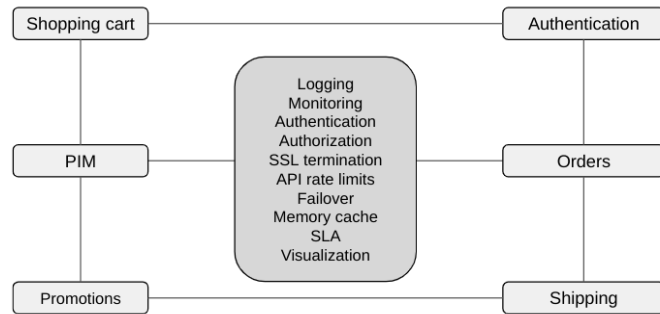 Shopping cart
Authentication
Logging
Monitoring
Authentication
Authorization
SSL termination
API rate limits
Failover
Memory cache
SLA
Visualization
PIM
Orders
Promotions
Shipping